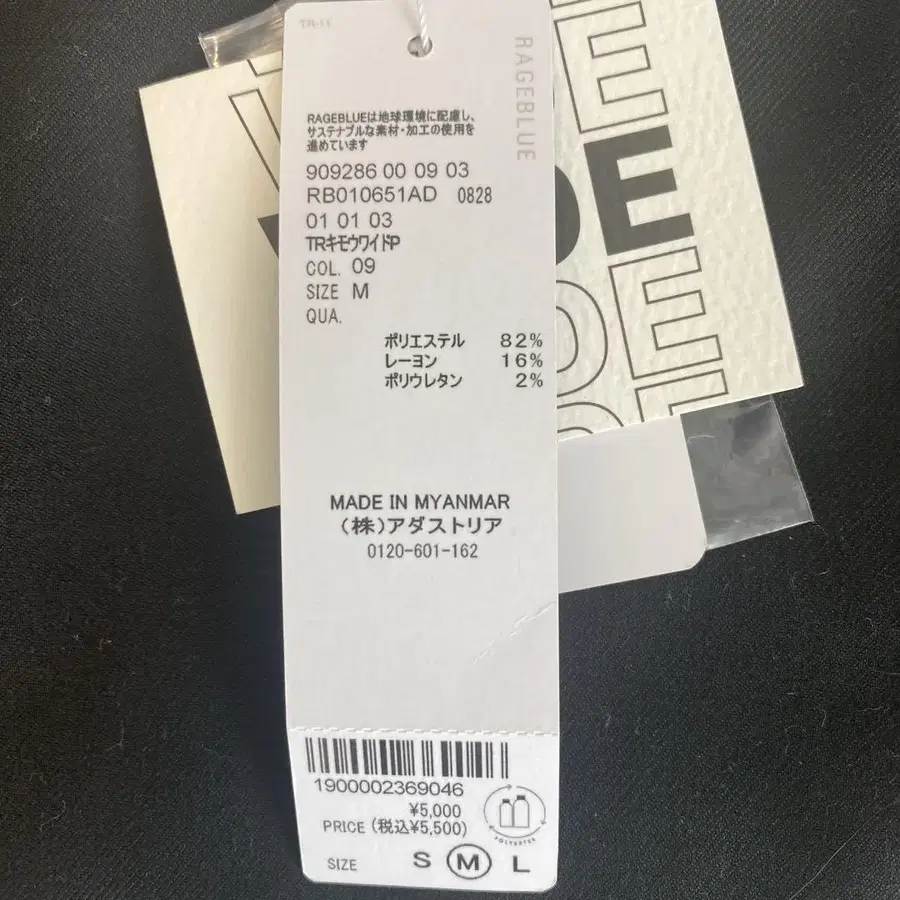 TR-11
RAGEBLUE
RAGEBLUEは地球環境に配慮し、
サステナブルな素材・加工の使用を
進めています
909286 00 09 03
RB010651AD 0828
01 01 03
TRキモウワイドP
COL. 09
SIZE M
QUA.
ポリエステル 82%
レーヨン 16%
ポリウレタン 2%
MADE IN MYANMAR
(株)アダストリア
0120-601-162
1900002369046
¥5,000
PRICE (税込¥5,500)
POLYESTER
SIZE S M L